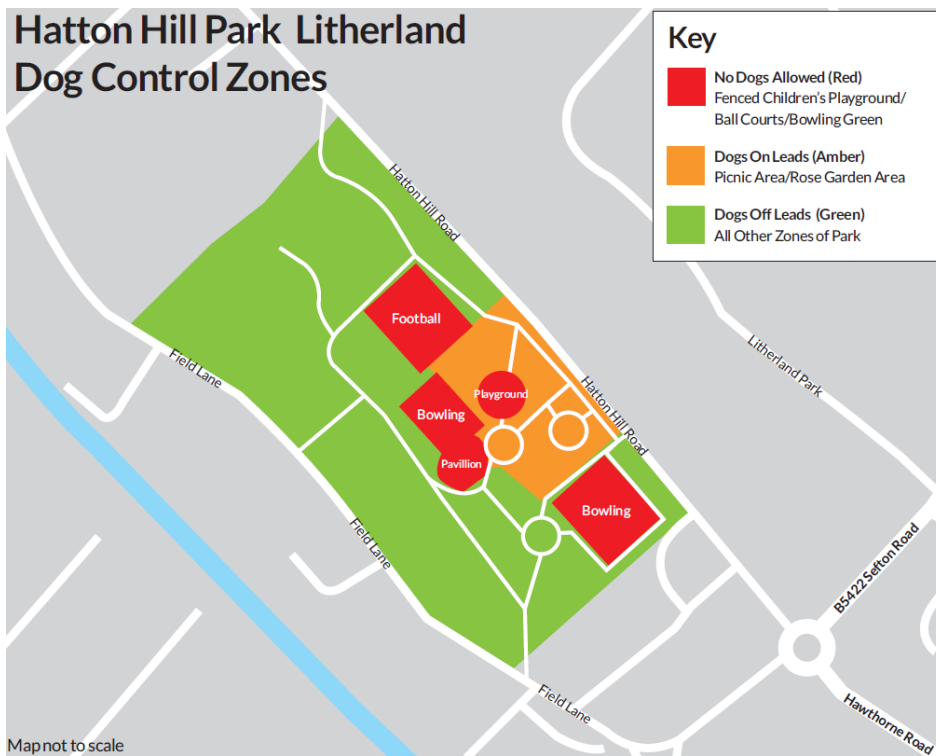 Hatton Hill Park Litherland
Dog Control Zones
Key
No Dogs Allowed (Red)
Fenced Children's Playground/
Ball Courts/Bowling Green
Dogs On Leads (Amber)
Picnic Area/Rose Garden Area
Dogs Off Leads (Green)
All Other Zones of Park
Hatton Hill Road
Football
Field Lane
Litherland Park
Playground
Hatton Hill Road
Bowling
Pavillion
Bowling
Field Lane
B5422 Sefton Road
Field Lane
Hawthorne Road
Map not to scale